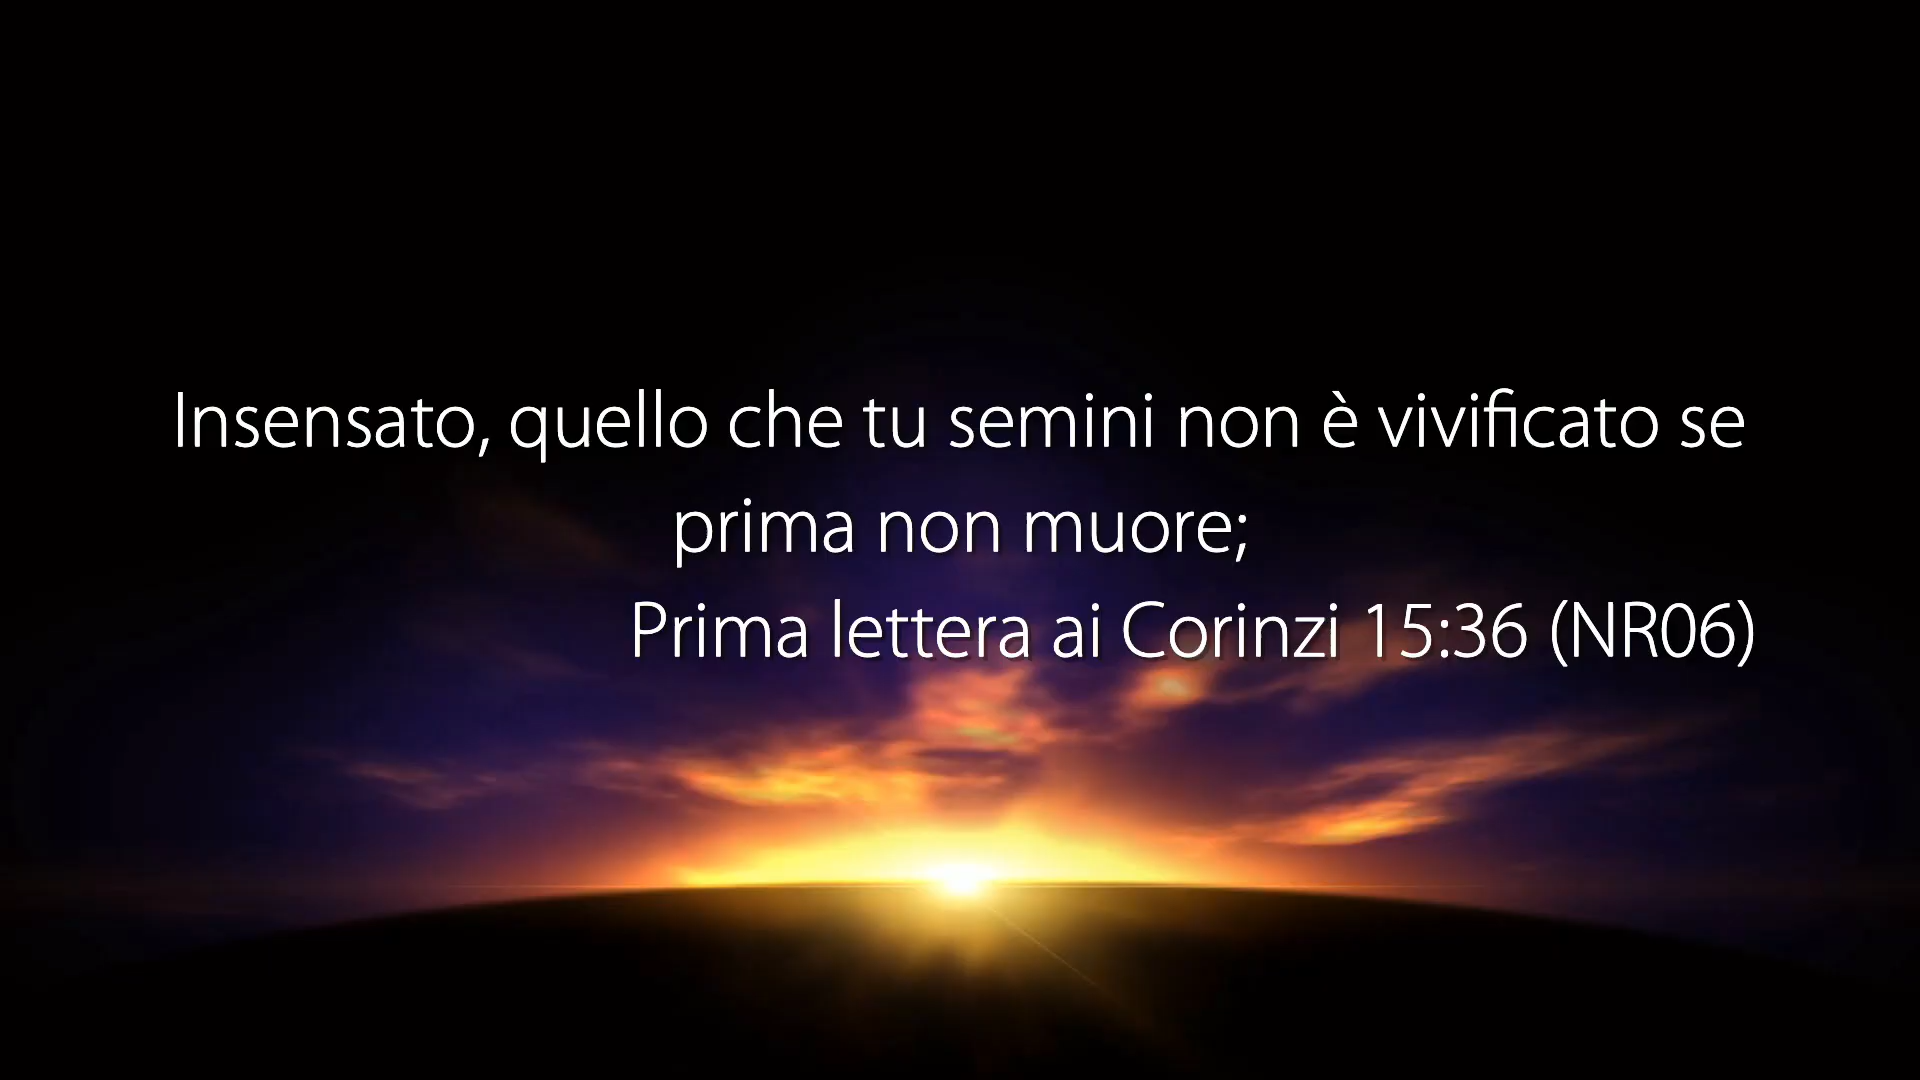 Insensato, quello che tu semini non è vivificato se
prima non muore;
Prima lettera ai Corinzi 15:36 (NR06)